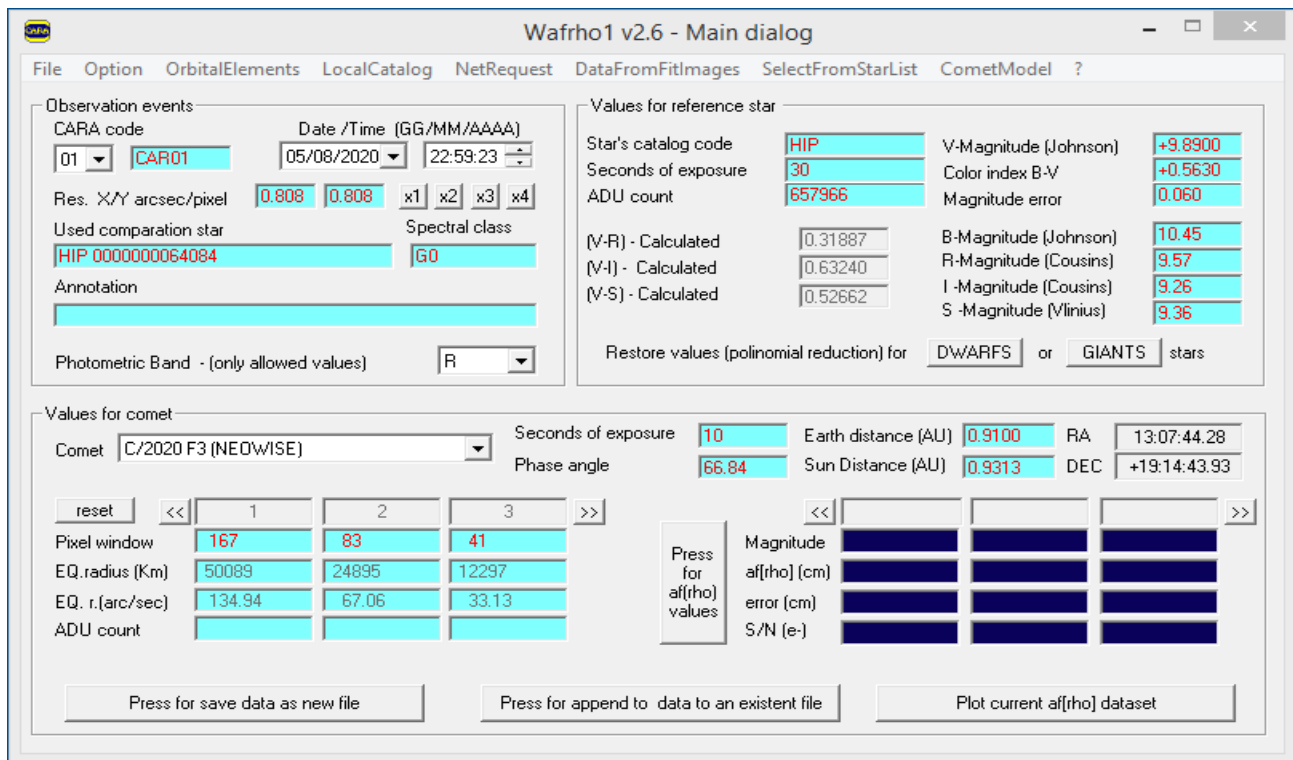 CARA
Wafrho1 v2.6 - Main dialog
File Option OrbitalElements LocalCatalog NetRequest DataFromFitImages SelectFromStarList CometModel ?
Observation events
CARA code Date /Time (GG/MM/AAAA)
01 CAR01 05/08/2020 22:59:23
Res. X/Y arcsec/pixel 0.808 0.808 x1 x2 x3 x4
Used comparation star Spectral class
HIP 0000000064084 G0
Annotation
Photometric Band - (only allowed values) R
Values for reference star
Star's catalog code HIP V-Magnitude (Johnson) +9.8900
Seconds of exposure 30 Color index B-V +0.5630
ADU count 657966 Magnitude error 0.060
(V-R) - Calculated 0.31887 B-Magnitude (Johnson) 10.45
(V-I) - Calculated 0.63240 R-Magnitude (Cousins) 9.57
(V-S) - Calculated 0.52662 I -Magnitude (Cousins) 9.26
S -Magnitude (Vlinius) 9.36
Restore values (polinomial reduction) for DWARFS or GIANTS stars
Values for comet
Comet C/2020 F3 (NEOWISE) Seconds of exposure 10 Earth distance (AU) 0.9100 RA 13:07:44.28
Phase angle 66.84 Sun Distance (AU) 0.9313 DEC +19:14:43.93
reset << 1 2 3 >> << >>
Pixel window 167 83 41
EQ.radius (Km) 50089 24895 12297
EQ. r.(arc/sec) 134.94 67.06 33.13
ADU count
Press
for
af(rho)
values
Magnitude
af[rho] (cm)
error (cm)
S/N (e-)
Press for save data as new file Press for append to data to an existent file Plot current af[rho] dataset